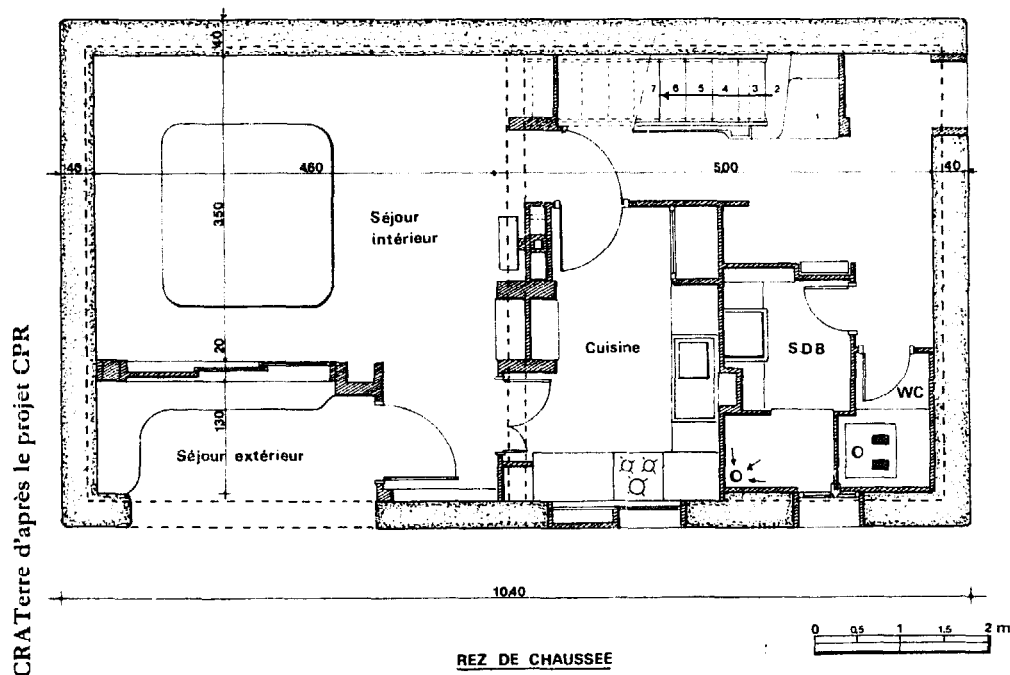 40
7 6 5 4 3 2
40 4.60 5.00 40
350
Séjour
intérieur
20
Cuisine
SDB
WC
130
Séjour extérieur
CRATerre d'après le projet CPR
10.40
0 0.5 1 1.5 2 m
REZ DE CHAUSSEE